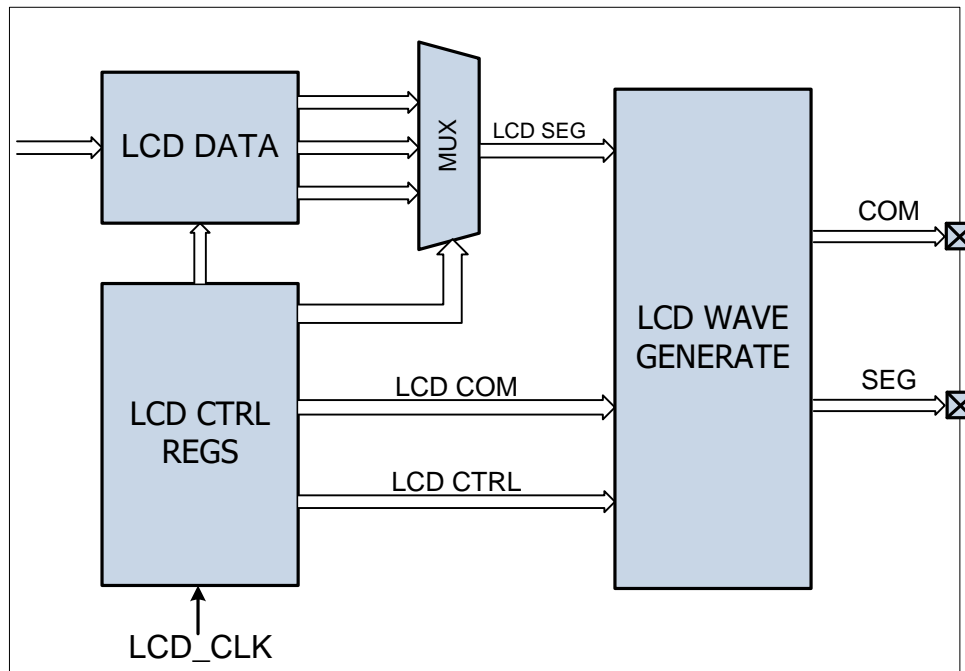 LCD DATA
MUX
LCD SEG
COM
LCD WAVE
GENERATE
LCD COM
SEG
LCD CTRL
REGS
LCD CTRL
LCD_CLK